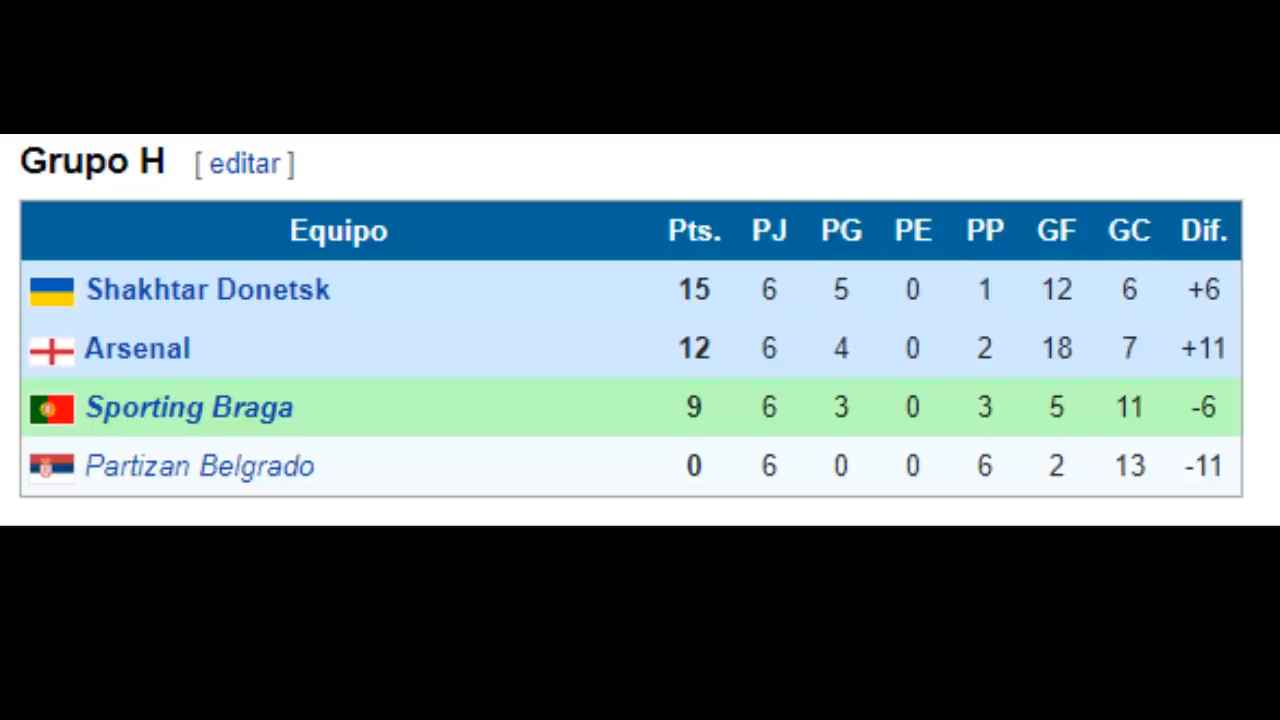 Grupo H [ editar ]
Equipo Pts. PJ PG PE PP GF GC Dif.
Shakhtar Donetsk 15 6 5 0 1 12 6 +6
Arsenal 12 6 4 0 2 18 7 +11
Sporting Braga 9 6 3 0 3 5 11 -6
Partizan Belgrado 0 6 0 0 6 2 13 -11